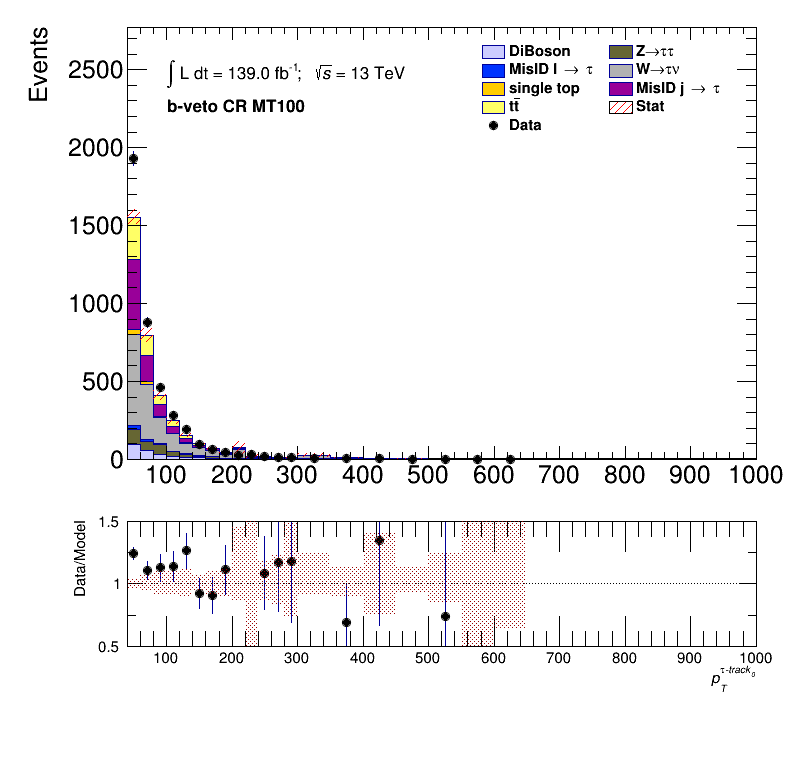 Events
2500
2000
1500
1000
500
0
∫ L dt = 139.0 fb⁻¹; √s = 13 TeV
b-veto CR MT100
DiBoson
MisID l → τ
single top
tt̄
Data
Z→ττ
W→τν
MisID j → τ
Stat
100 200 300 400 500 600 700 800 900 1000
Data/Model
1.5
1
0.5
100 200 300 400 500 600 700 800 900 1000
p_T^{τ-track₀}